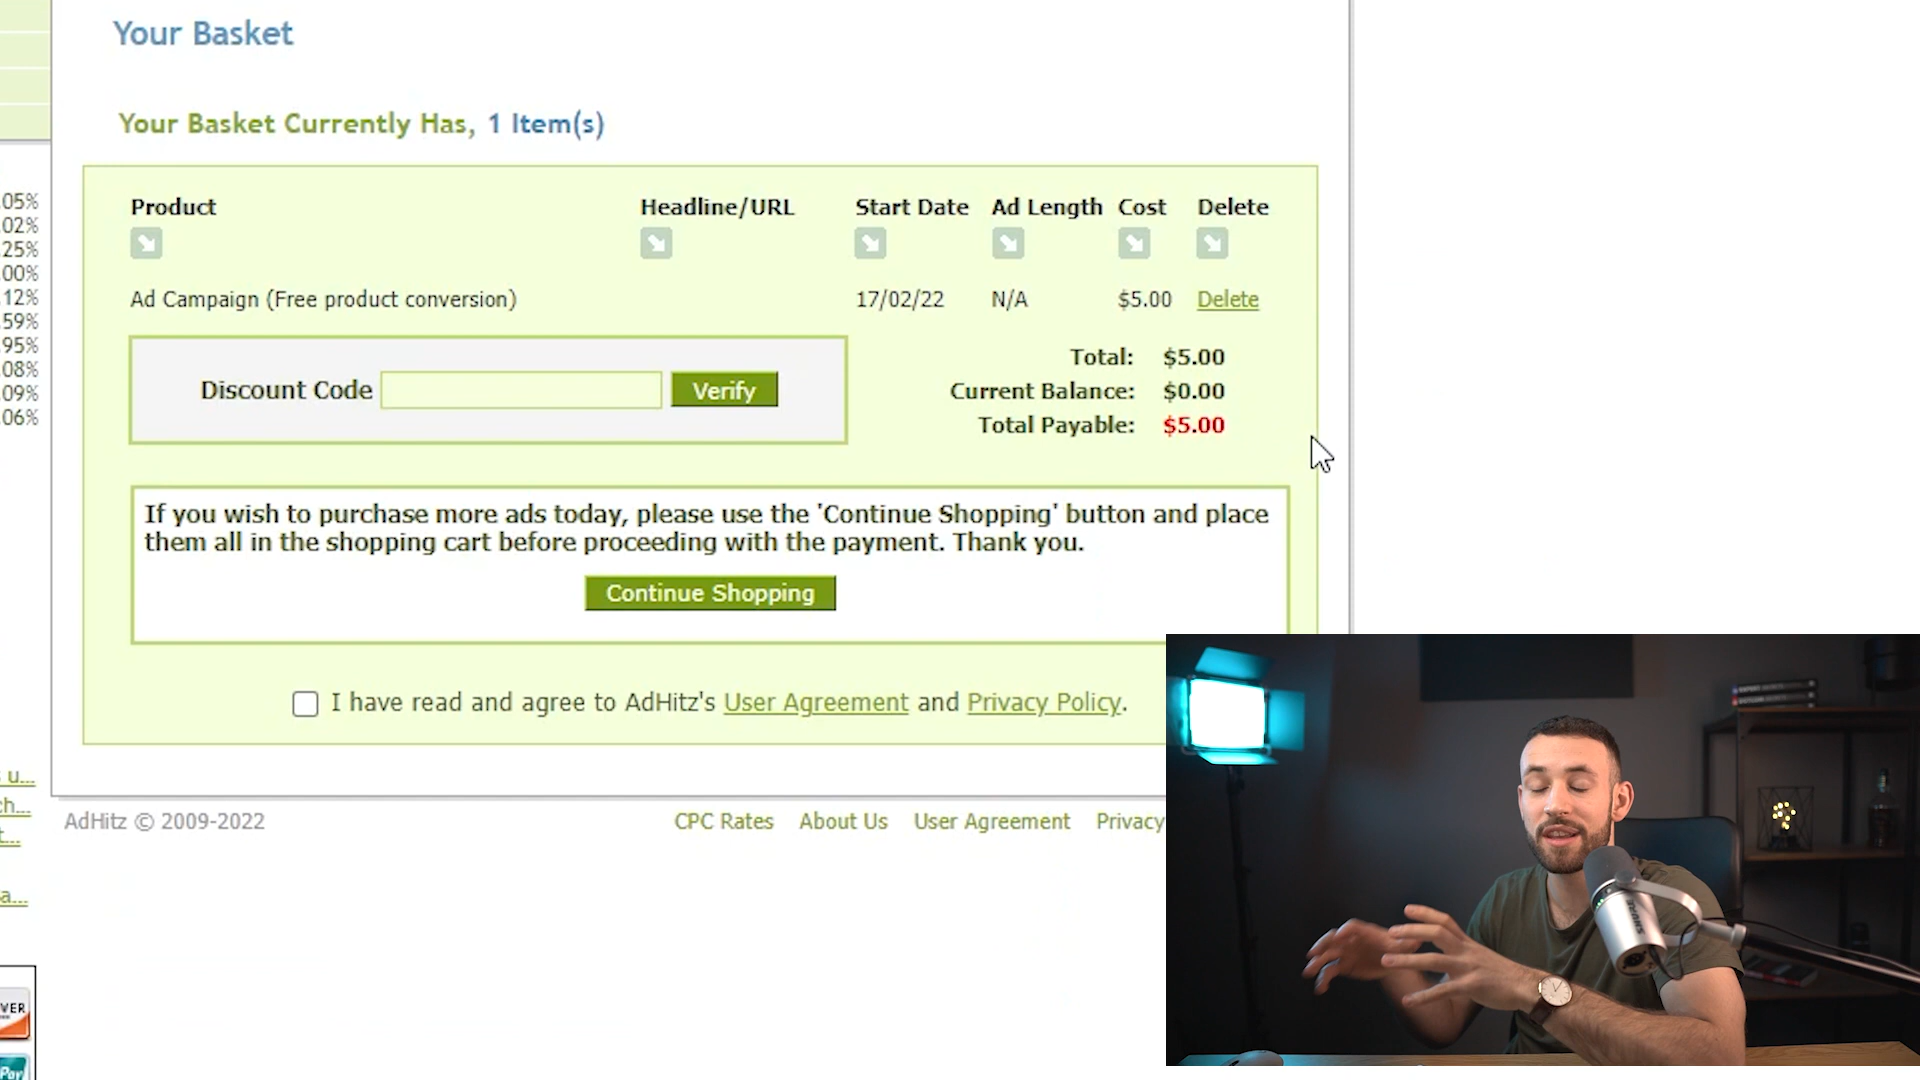 Your Basket
Your Basket Currently Has, 1 Item(s)
Product Headline/URL Start Date Ad Length Cost Delete
Ad Campaign (Free product conversion) 17/02/22 N/A $5.00 Delete
Discount Code Verify
Total: $5.00
Current Balance: $0.00
Total Payable: $5.00
If you wish to purchase more ads today, please use the 'Continue Shopping' button and place
them all in the shopping cart before proceeding with the payment. Thank you.
Continue Shopping
I have read and agree to AdHitz's User Agreement and Privacy Policy.
AdHitz © 2009-2022 CPC Rates About Us User Agreement Privacy
.05%
.02%
.25%
.00%
.12%
.59%
.95%
.08%
.09%
.06%
u...
ch...
t...
a...
VER
Pay
SHURE